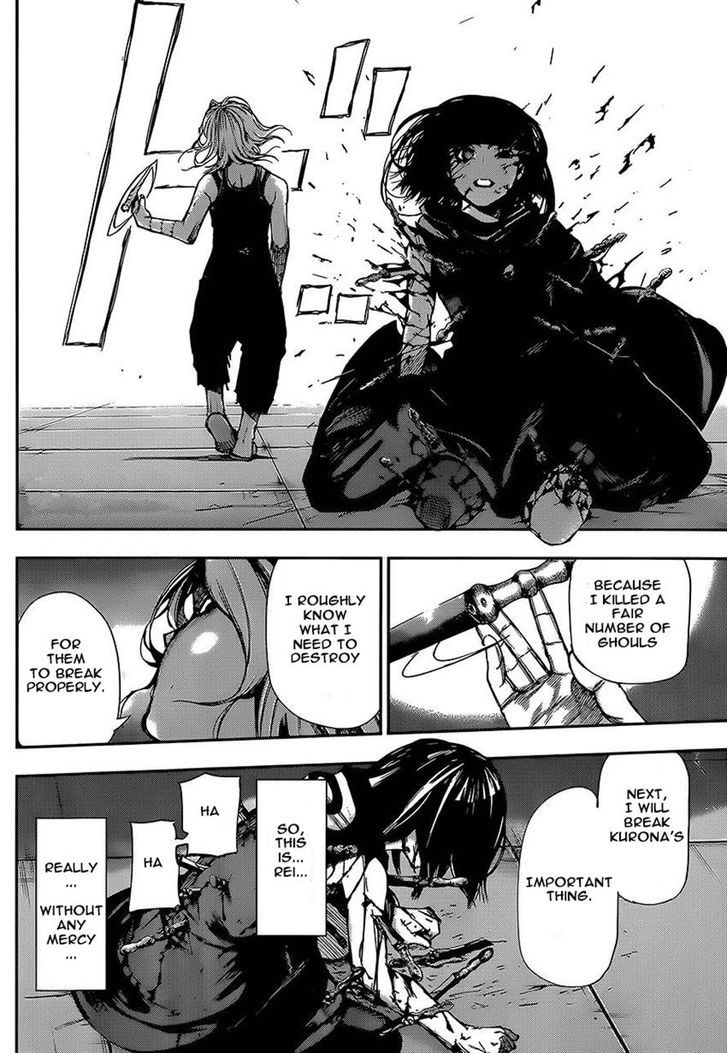 BECAUSE
I KILLED A
FAIR
NUMBER OF
GHOULS
I ROUGHLY
KNOW
WHAT I
NEED TO
DESTROY
FOR
THEM
TO BREAK
PROPERLY.
NEXT,
I WILL
BREAK
KURONA'S
IMPORTANT
THING.
SO,
THIS
IS...
REI...
HA
HA
REALLY
...
WITHOUT
ANY
MERCY
...